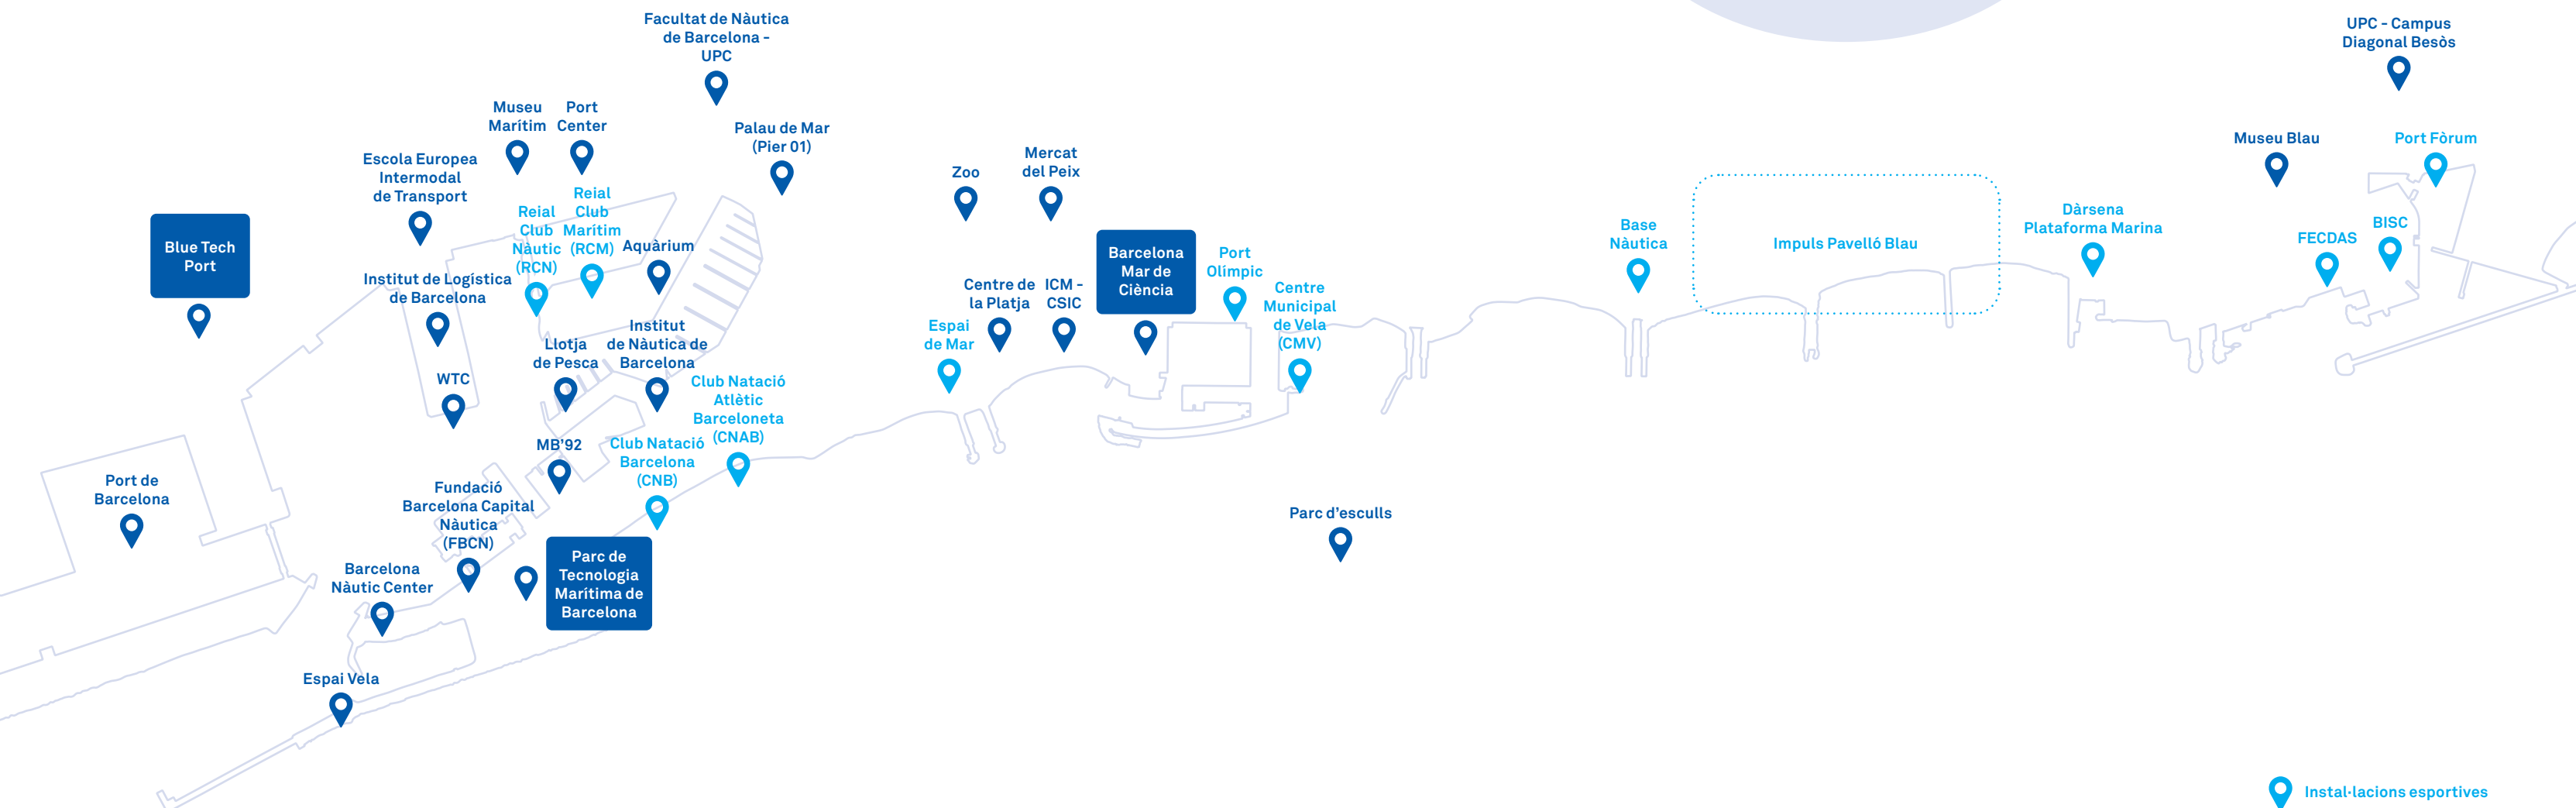 Facultat de Nàutica
de Barcelona -
UPC
UPC - Campus
Diagonal Besòs
Museu
Marítim
Port
Center
Palau de Mar
(Pier 01)
Museu Blau
Port Fòrum
Escola Europea
Intermodal
de Transport
Mercat
del Peix
Zoo
Reial
Club
Nàutic
(RCN)
Reial
Club
Marítim
(RCM)
Aquàrium
Blue Tech
Port
Barcelona
Mar de
Ciència
Port
Olímpic
Base
Nàutica
Impuls Pavelló Blau
Dàrsena
Plataforma Marina
FECDAS
BISC
Institut de Logística
de Barcelona
Centre de
la Platja
ICM -
CSIC
Centre
Municipal
de Vela
(CMV)
Espai
de Mar
Llotja
de Pesca
Institut
de Nàutica de
Barcelona
WTC
Club Natació
Atlètic
Barceloneta
(CNAB)
MB’92
Club Natació
Barcelona
(CNB)
Port de
Barcelona
Fundació
Barcelona Capital
Nàutica
(FBCN)
Parc d’esculls
Parc de
Tecnologia
Marítima de
Barcelona
Barcelona
Nàutic Center
Espai Vela
Instal·lacions esportives